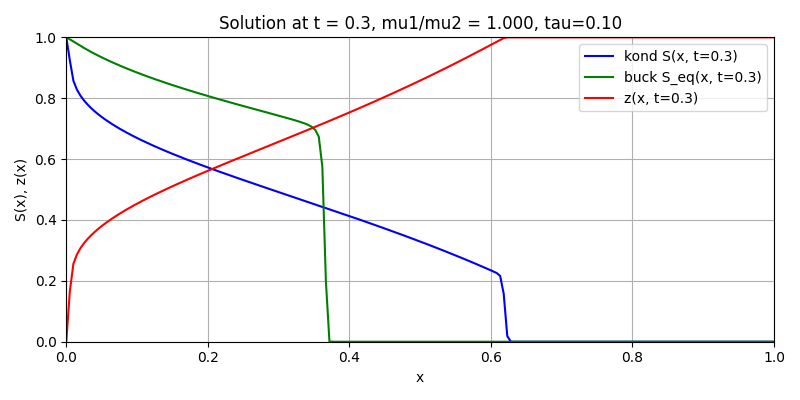 Solution at t = 0.3, mu1/mu2 = 1.000, tau=0.10
kond S(x, t=0.3)
buck S_eq(x, t=0.3)
z(x, t=0.3)
S(x), z(x)
1.0
0.8
0.6
0.4
0.2
0.0
0.0 0.2 0.4 0.6 0.8 1.0
x